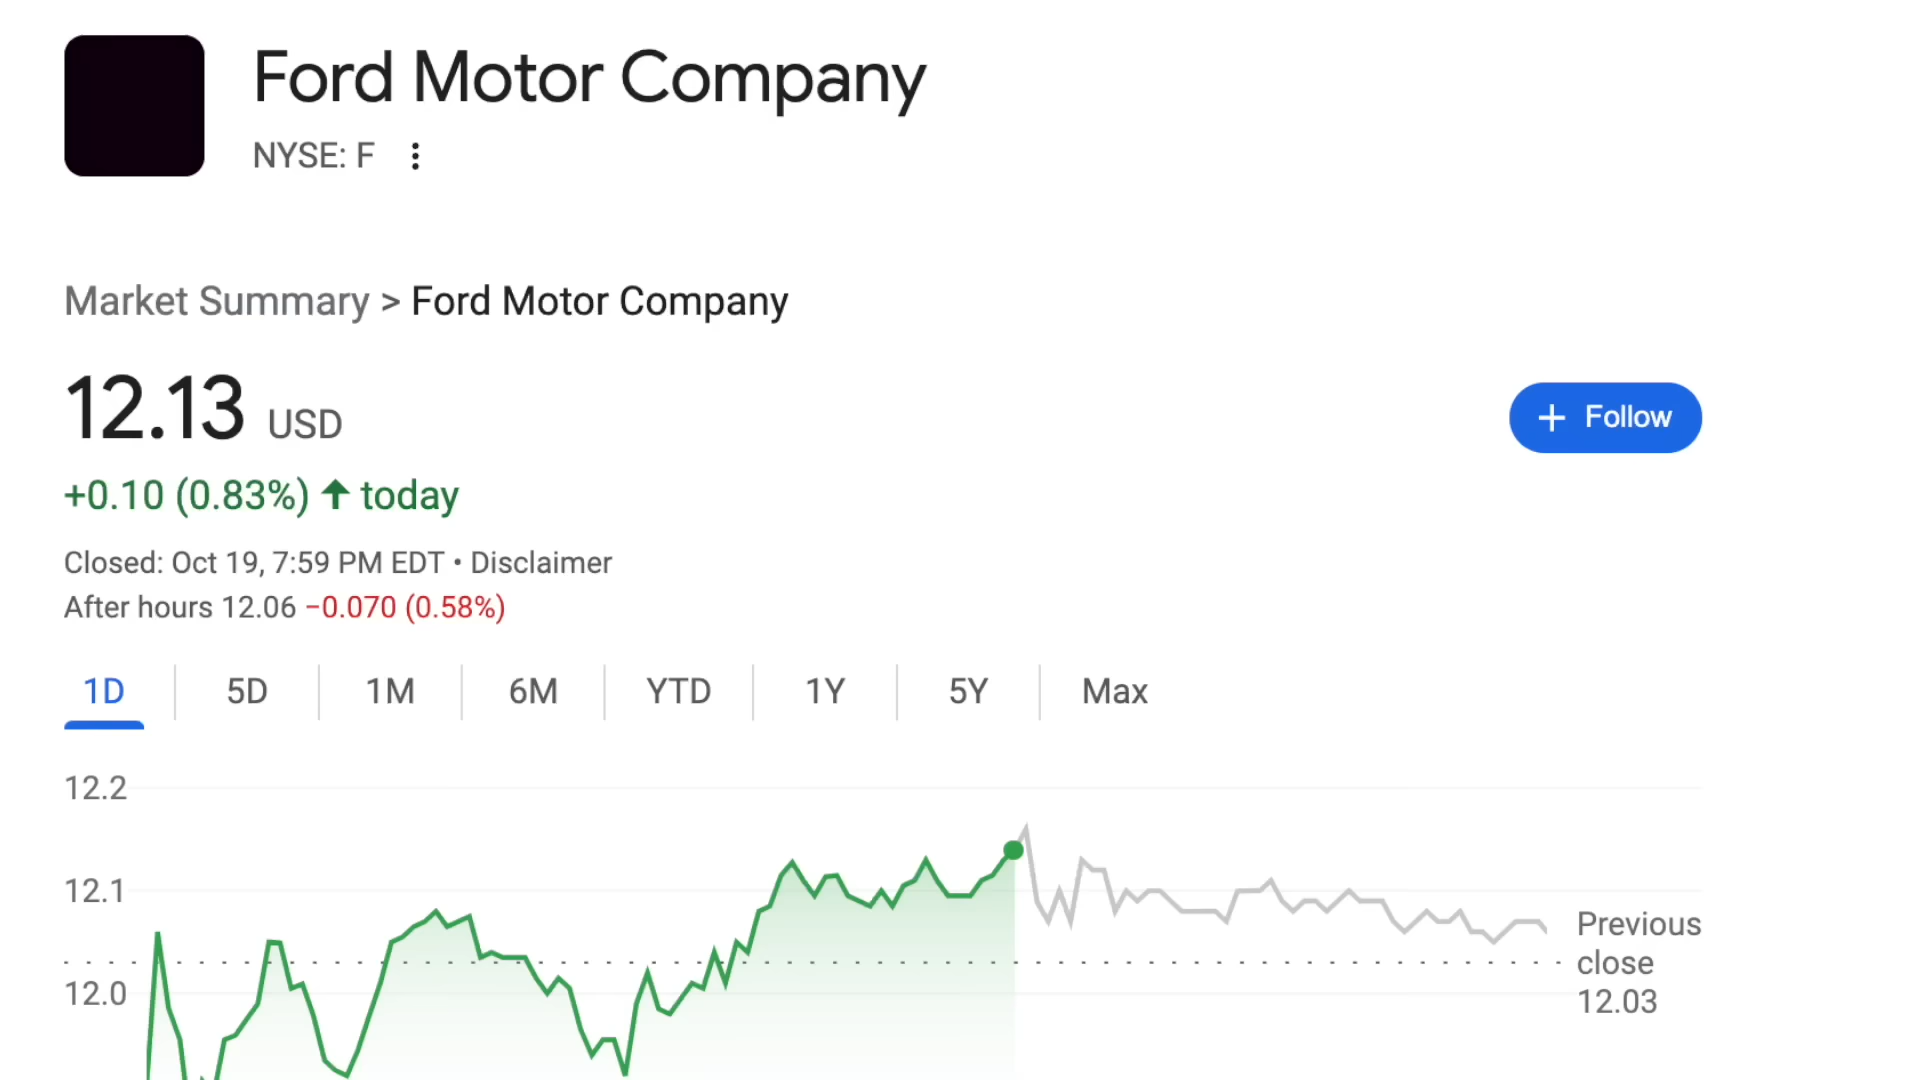 Ford Motor Company
NYSE: F
Market Summary > Ford Motor Company
12.13 USD
+ Follow
+0.10 (0.83%) ↑ today
Closed: Oct 19, 7:59 PM EDT • Disclaimer
After hours 12.06 −0.070 (0.58%)
1D 5D 1M 6M YTD 1Y 5Y Max
12.2
12.1
12.0
Previous
close
12.03